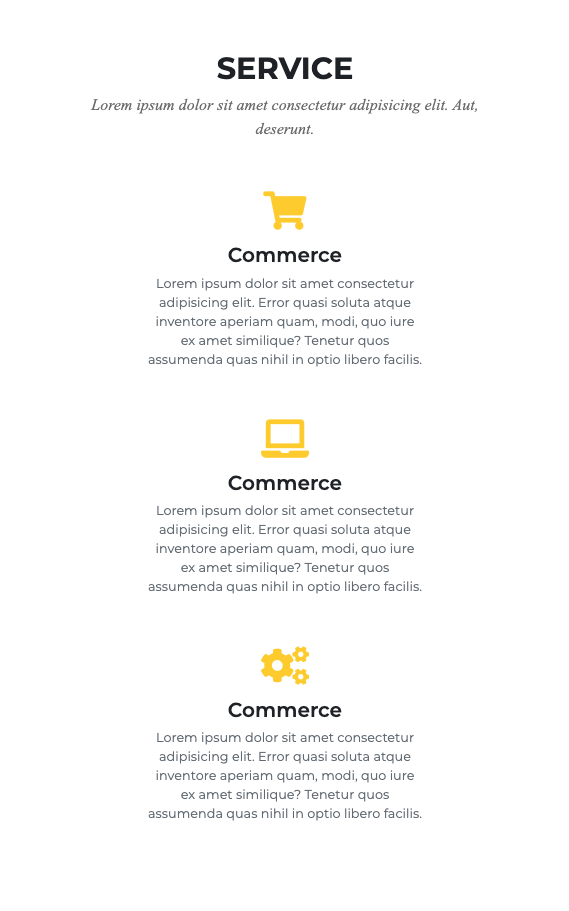 SERVICE
Lorem ipsum dolor sit amet consectetur adipisicing elit. Aut,
deserunt.
Commerce
Lorem ipsum dolor sit amet consectetur
adipisicing elit. Error quasi soluta atque
inventore aperiam quam, modi, quo iure
ex amet similique? Tenetur quos
assumenda quas nihil in optio libero facilis.
Commerce
Lorem ipsum dolor sit amet consectetur
adipisicing elit. Error quasi soluta atque
inventore aperiam quam, modi, quo iure
ex amet similique? Tenetur quos
assumenda quas nihil in optio libero facilis.
Commerce
Lorem ipsum dolor sit amet consectetur
adipisicing elit. Error quasi soluta atque
inventore aperiam quam, modi, quo iure
ex amet similique? Tenetur quos
assumenda quas nihil in optio libero facilis.